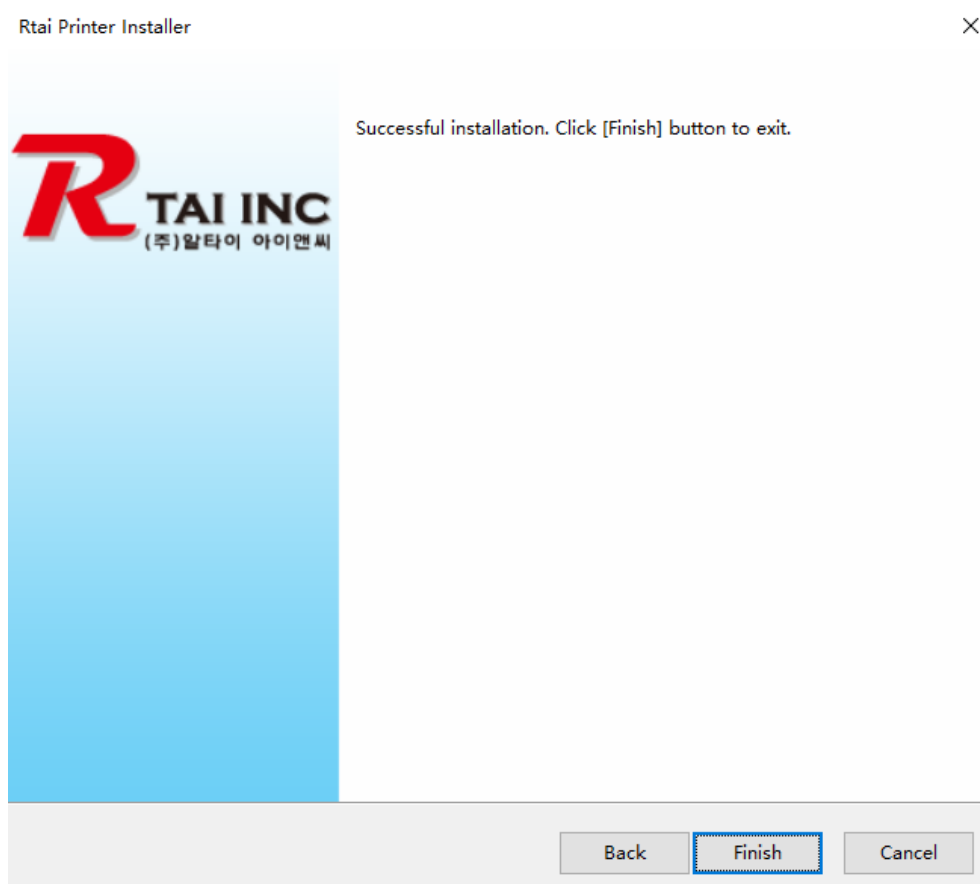 Rtai Printer Installer
Successful installation. Click [Finish] button to exit.
RTAI INC
(주)알타이 아이앤씨
Back
Finish
Cancel